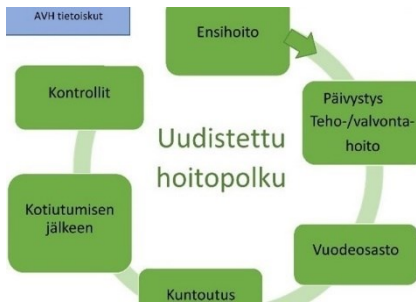 AVH tietoiskut
Ensihoito
Päivystys
Teho-/valvonta-
hoito
Vuodeosasto
Kuntoutus
Kotiutumisen
jälkeen
Kontrollit
Uudistettu
hoitopolku